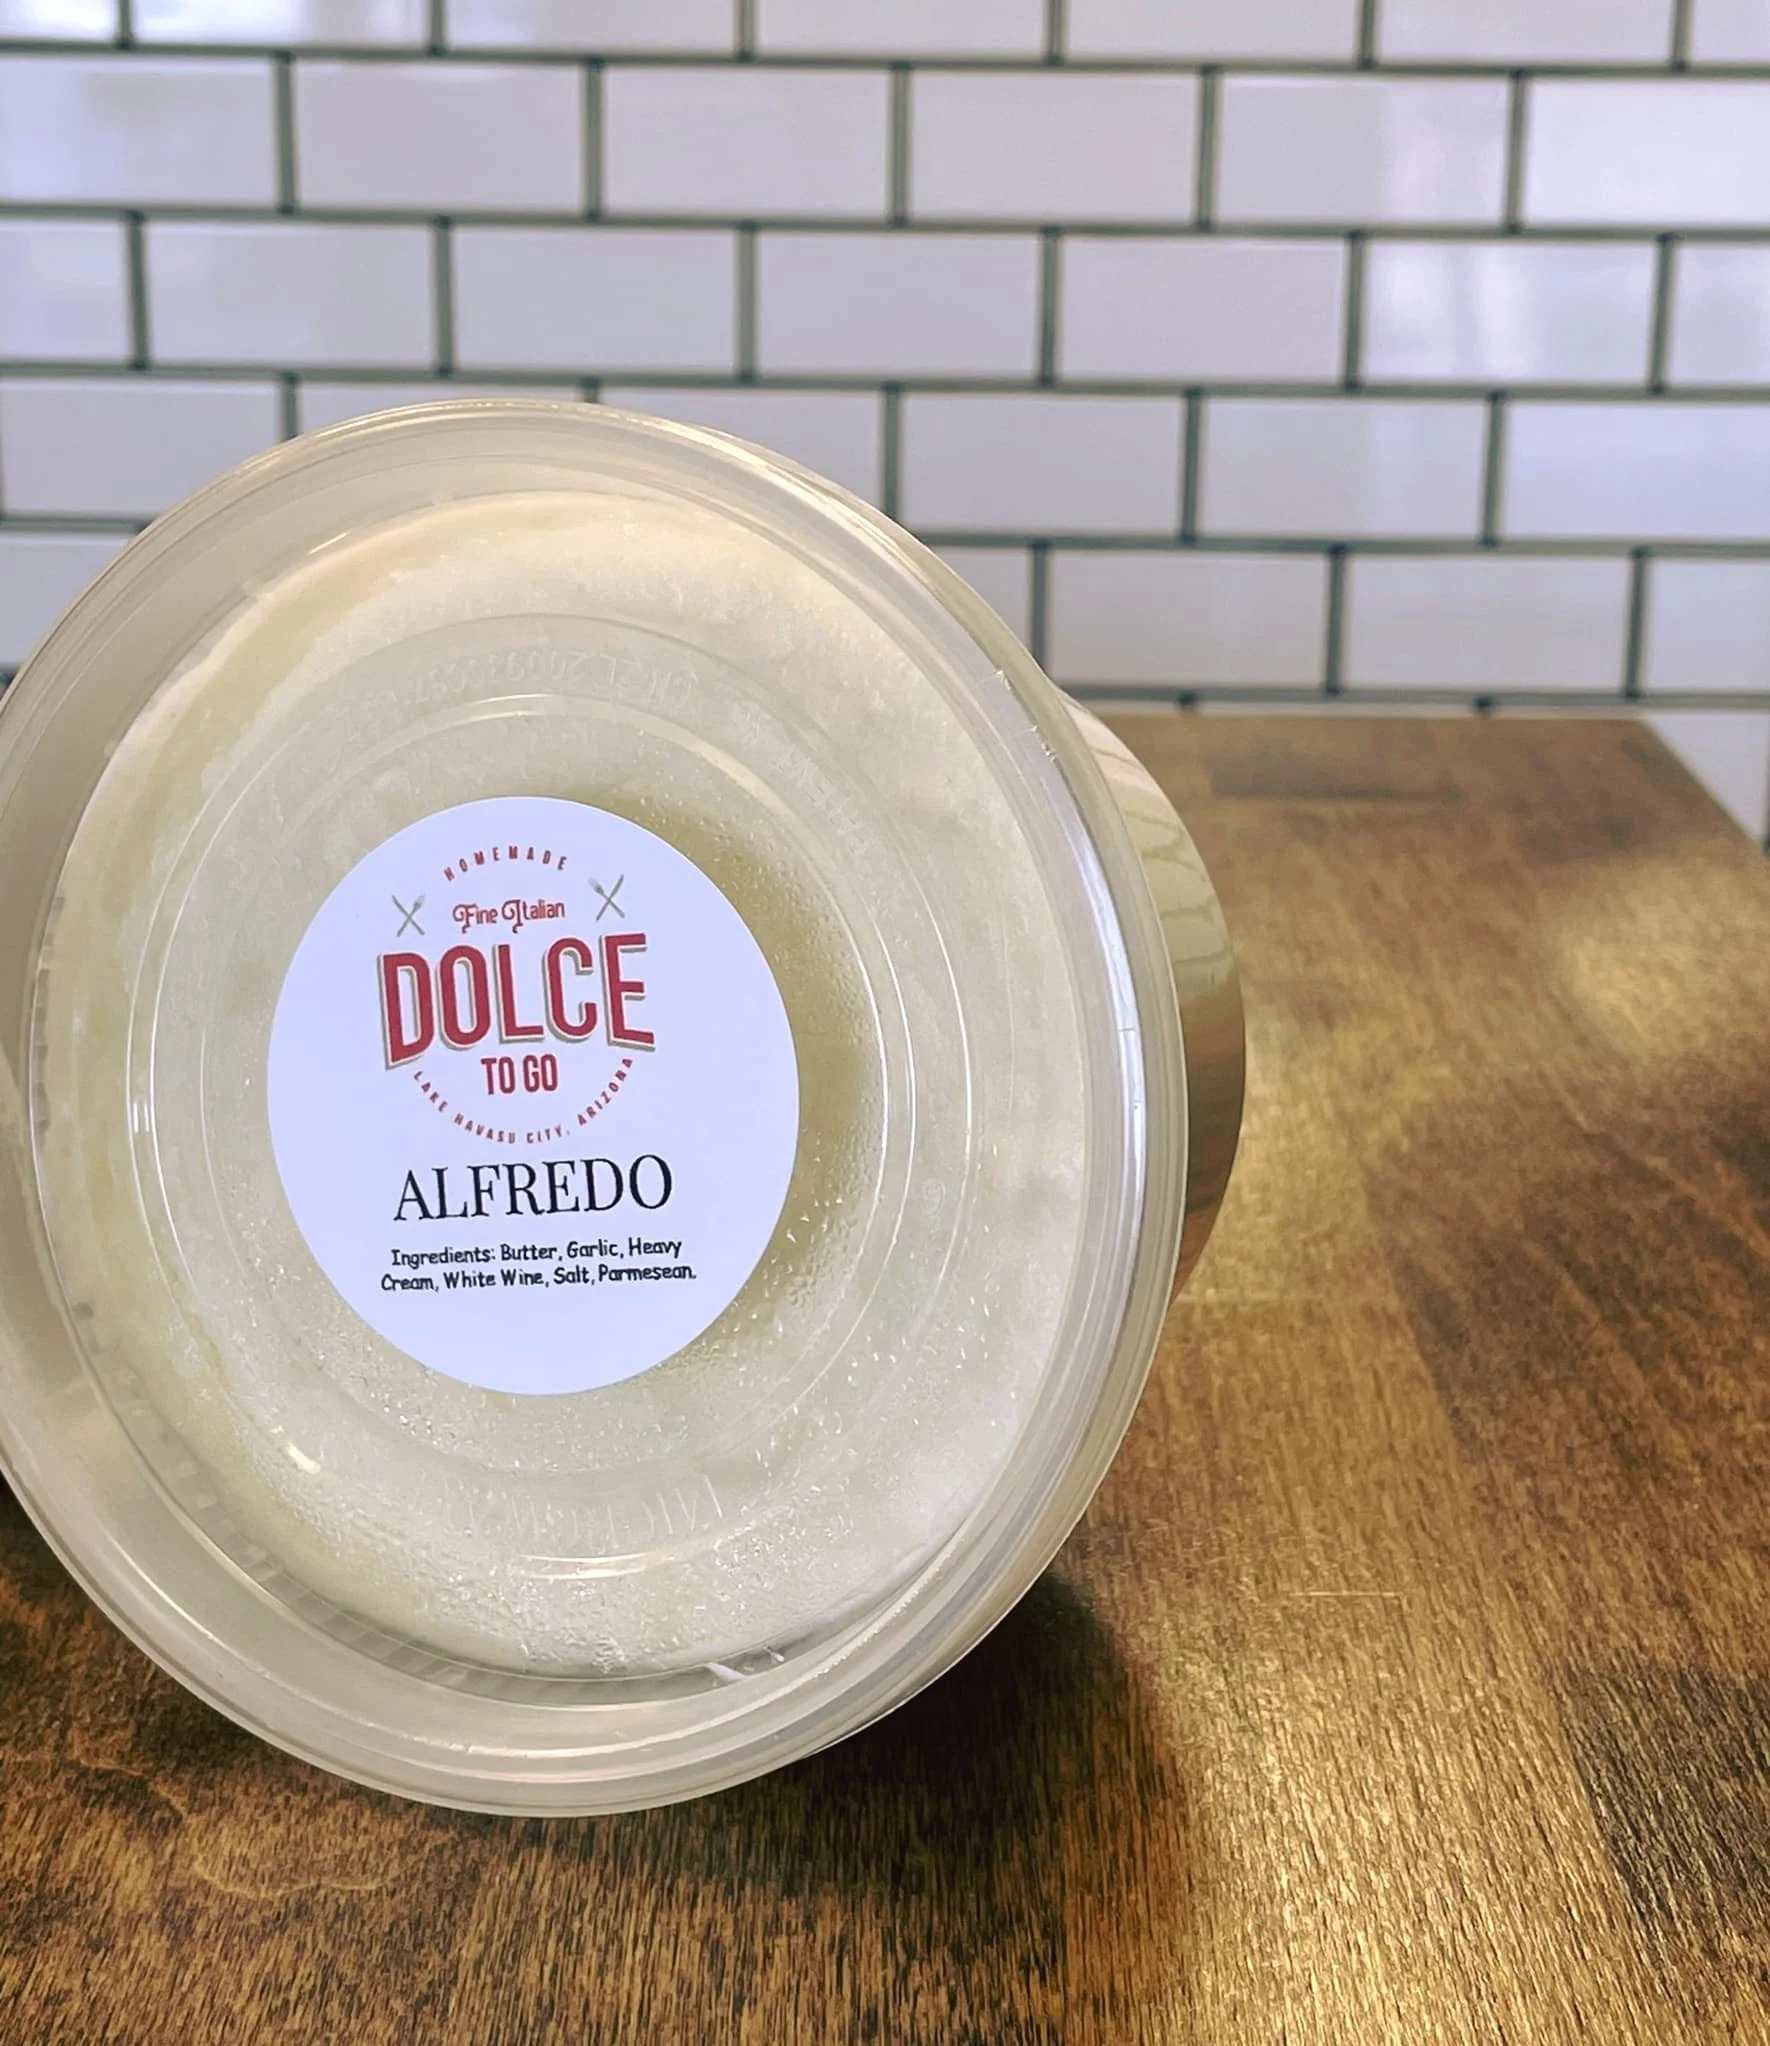 HOMEMADE
Fine Italian
DOLCE
TO GO
LAKE HAVASU CITY, ARIZONA
ALFREDO
Ingredients: Butter, Garlic, Heavy
Cream, White Wine, Salt, Parmesean.